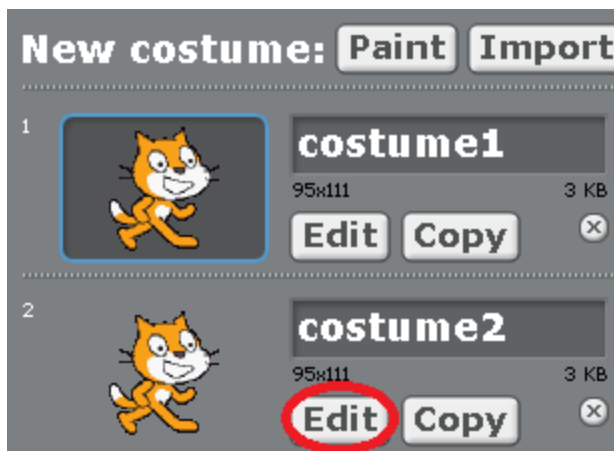 New costume: Paint Import
1
costume1
95x111 3 KB
Edit Copy
2
costume2
95x111 3 KB
Edit Copy